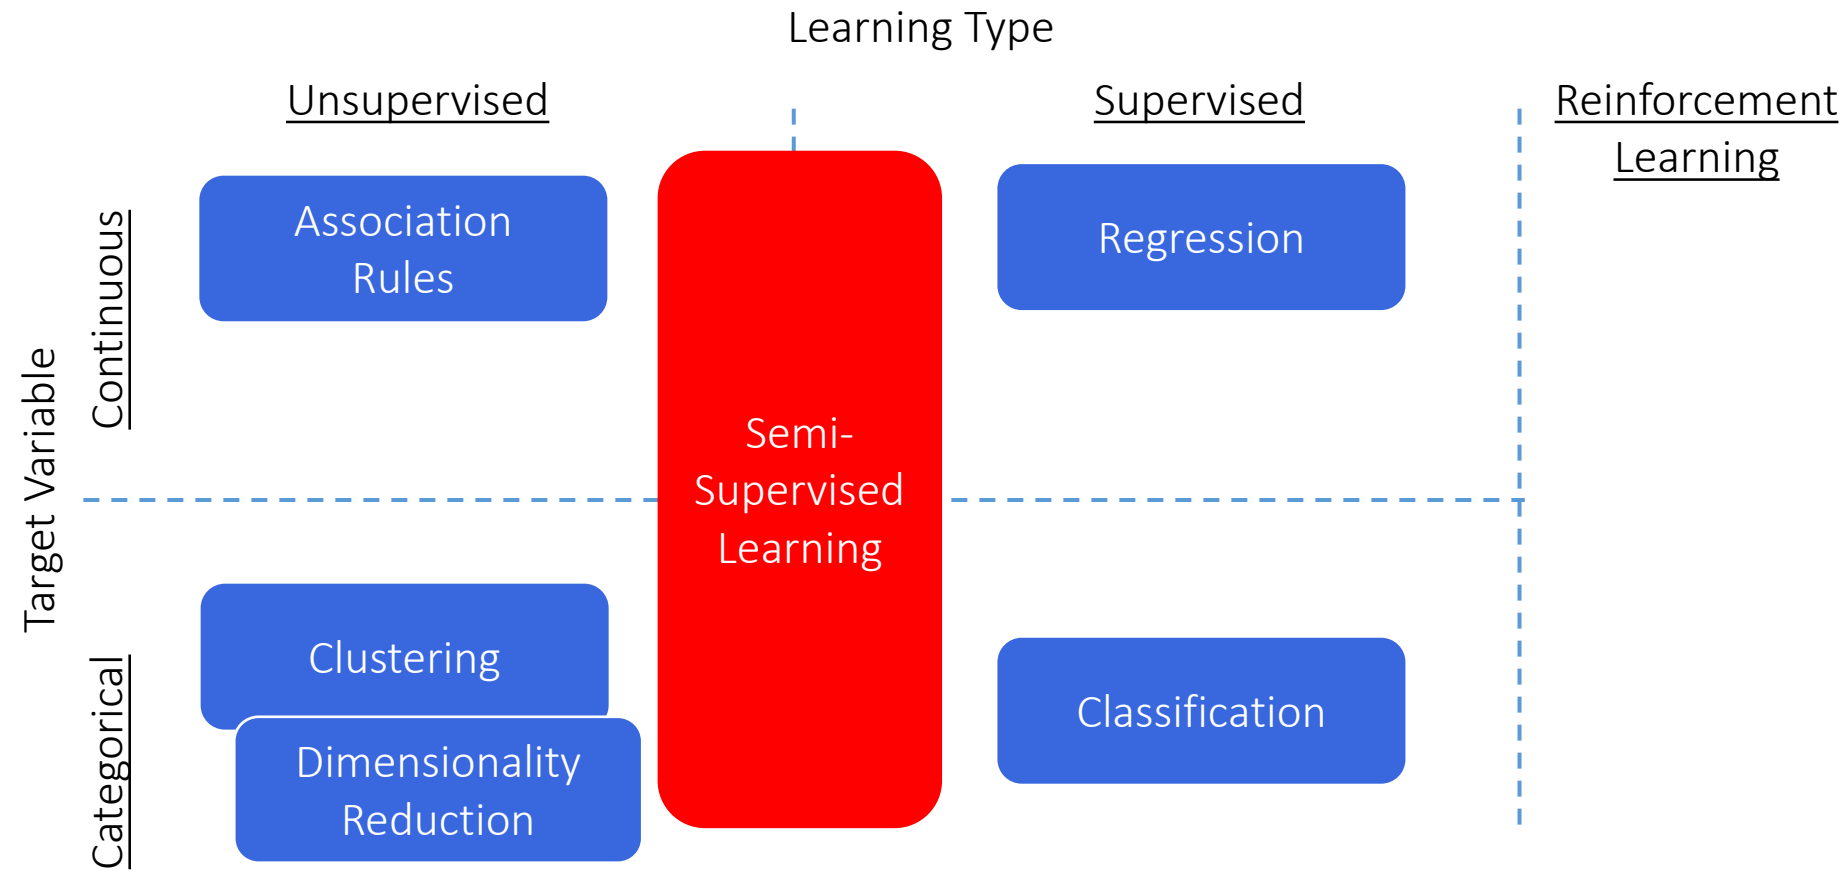 Learning Type
Unsupervised
Supervised
Reinforcement
Learning
Target Variable
Continuous
Association
Rules
Regression
Semi-
Supervised
Learning
Categorical
Clustering
Dimensionality
Reduction
Classification